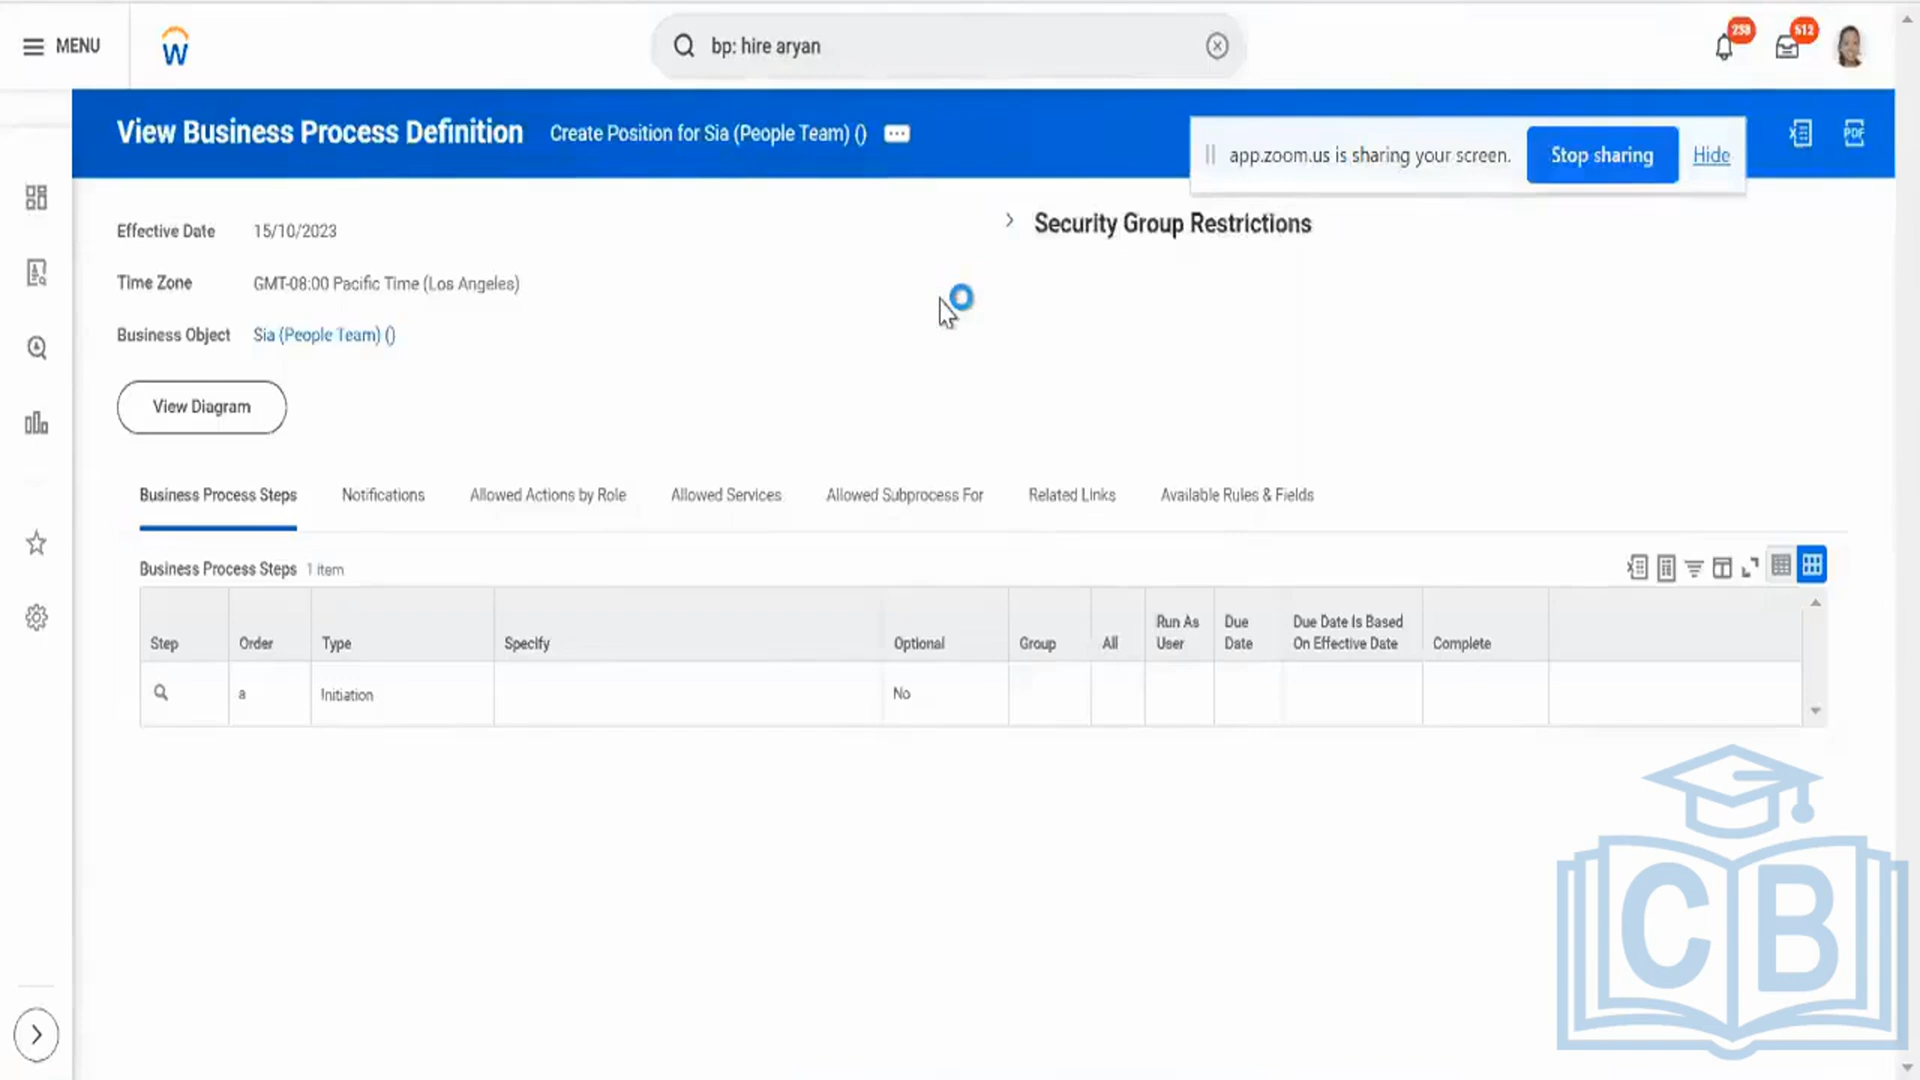 MENU
W
bp: hire aryan
238
512
View Business Process Definition
Create Position for Sia (People Team) ()
X
PDF
app.zoom.us is sharing your screen.
Stop sharing
Hide
Effective Date 15/10/2023
Security Group Restrictions
Time Zone GMT-08:00 Pacific Time (Los Angeles)
Business Object Sia (People Team) ()
View Diagram
Business Process Steps Notifications Allowed Actions by Role Allowed Services Allowed Subprocess For Related Links Available Rules & Fields
Business Process Steps 1 item
Step Order Type Specify Optional Group All Run As User Due Date Due Date Is Based On Effective Date Complete
a Initiation No
CB